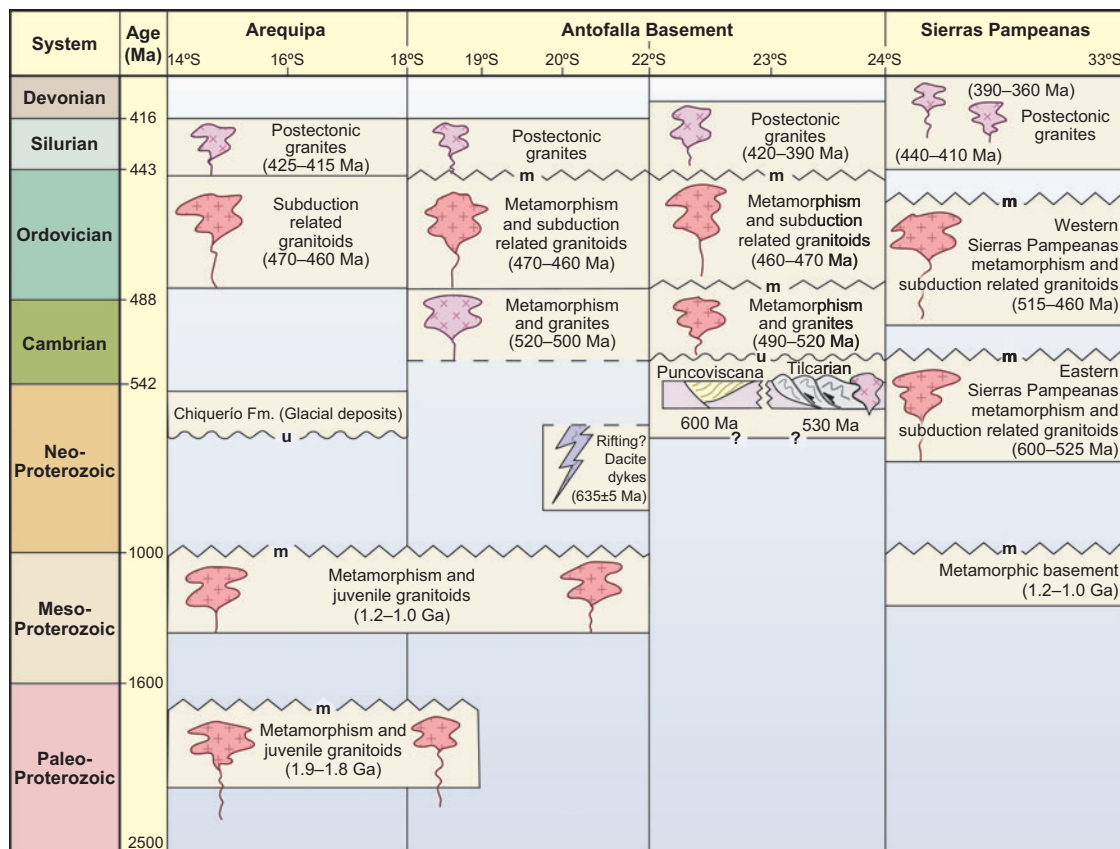 System
Age
(Ma)
Arequipa
Antofalla Basement
Sierras Pampeanas
14ºS
16ºS
18ºS
19ºS
20ºS
22ºS
23ºS
24ºS
33ºS
Devonian
416
Silurian
443
Ordovician
488
Cambrian
542
Neo-
Proterozoic
1000
Meso-
Proterozoic
1600
Paleo-
Proterozoic
2500
Postectonic
granites
(425–415 Ma)
Postectonic
granites
Postectonic
granites
(420–390 Ma)
(390–360 Ma)
Postectonic
granites
(440–410 Ma)
m
m
m
Subduction
related
granitoids
(470–460 Ma)
Metamorphism
and subduction
related granitoids
(470–460 Ma)
Metamorphism
and subduction
related granitoids
(460–470 Ma)
Western
Sierras Pampeanas
metamorphism and
subduction related granitoids
(515–460 Ma)
m
Metamorphism
and granites
(520–500 Ma)
Metamorphism
and granites
(490–520 Ma)
u
m
Puncoviscana
Tilcarian
600 Ma
530 Ma
?
?
Eastern
Sierras Pampeanas
metamorphism and
subduction related granitoids
(600–525 Ma)
Chiquerío Fm. (Glacial deposits)
u
Rifting?
Dacite
dykes
(635±5 Ma)
m
Metamorphism and
juvenile granitoids
(1.2–1.0 Ga)
m
Metamorphic basement
(1.2–1.0 Ga)
m
Metamorphism and
juvenile granitoids
(1.9–1.8 Ga)